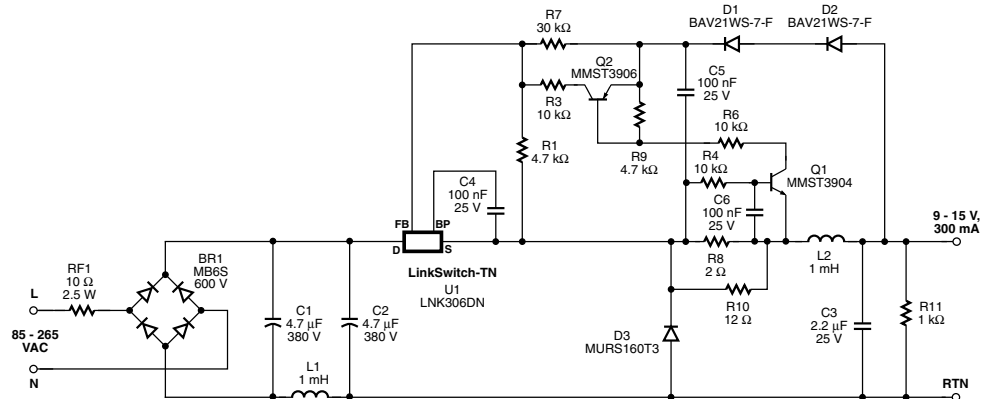 R7
30 kΩ
D1
BAV21WS-7-F
D2
BAV21WS-7-F
Q2
MMST3906
C5
100 nF
25 V
R3
10 kΩ
R6
10 kΩ
R1
4.7 kΩ
R9
4.7 kΩ
R4
10 kΩ
Q1
MMST3904
C4
100 nF
25 V
C6
100 nF
25 V
FB
BP
D
S
9 - 15 V,
300 mA
LinkSwitch-TN
U1
LNK306DN
R8
2 Ω
L2
1 mH
RF1
10 Ω
2.5 W
BR1
MB6S
600 V
L
85 - 265
VAC
N
C1
4.7 µF
380 V
C2
4.7 µF
380 V
R10
12 Ω
C3
2.2 µF
25 V
R11
1 kΩ
D3
MURS160T3
L1
1 mH
RTN